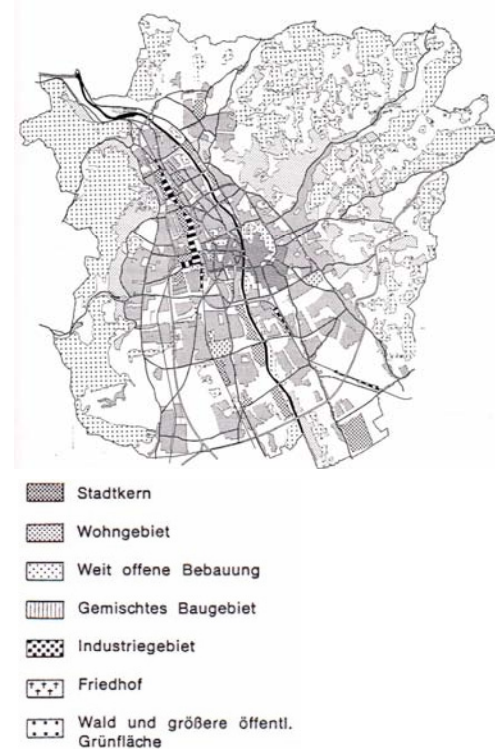 Stadtkern
Wohngebiet
Weit offene Bebauung
Gemischtes Baugebiet
Industriegebiet
Friedhof
Wald und größere öffentl.
Grünfläche